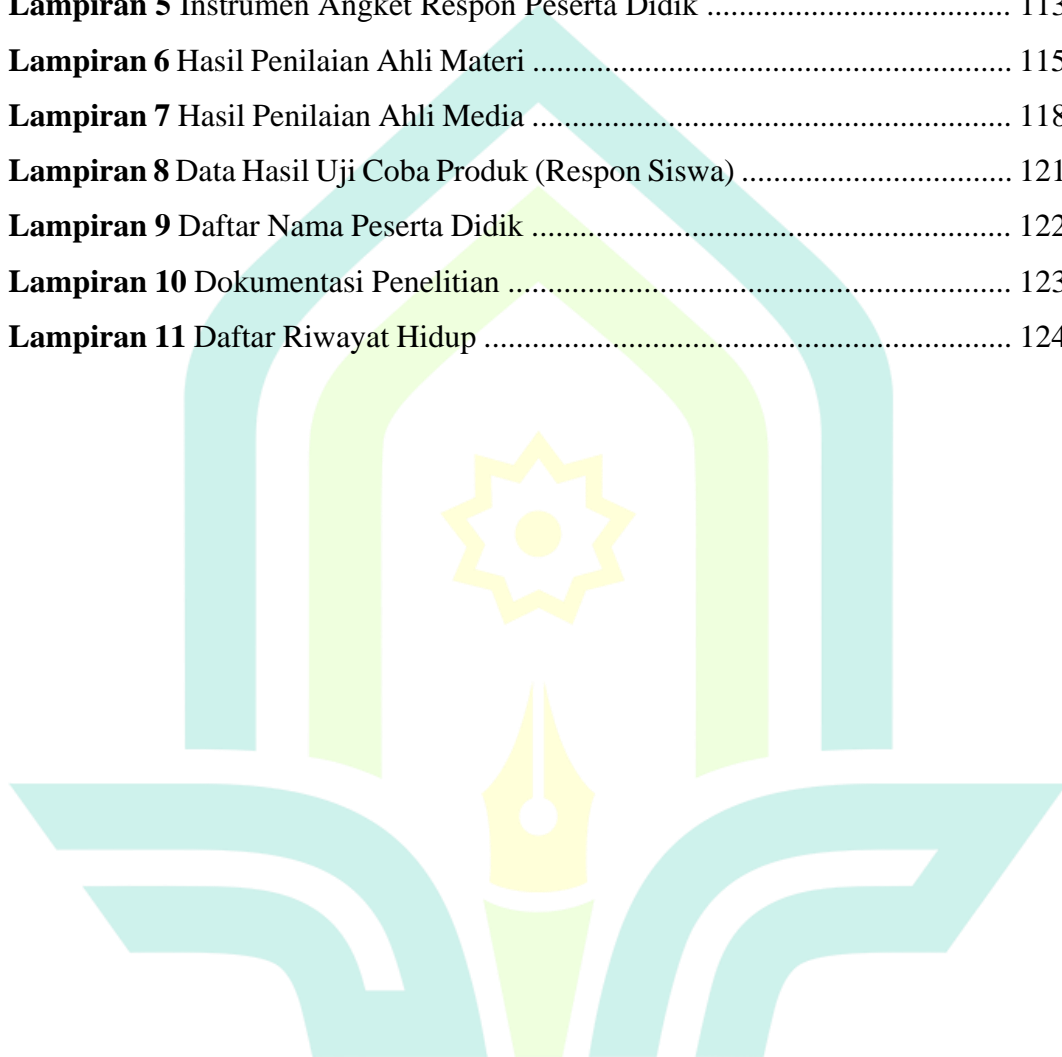 Lampiran 5 Instrumen Angket Respon Peserta Didik ...................................... 113
Lampiran 6 Hasil Penilaian Ahli Materi ............................................................ 115
Lampiran 7 Hasil Penilaian Ahli Media ............................................................ 118
Lampiran 8 Data Hasil Uji Coba Produk (Respon Siswa) .................................. 121
Lampiran 9 Daftar Nama Peserta Didik ............................................................ 122
Lampiran 10 Dokumentasi Penelitian ............................................................... 123
Lampiran 11 Daftar Riwayat Hidup .................................................................. 124